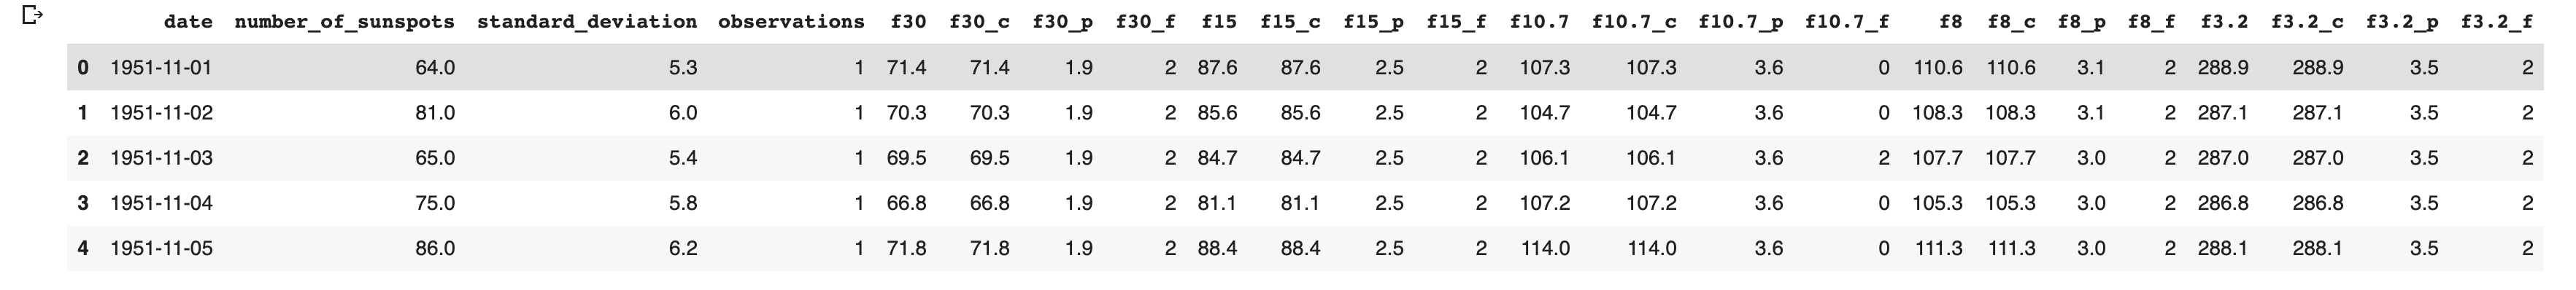 date number_of_sunspots standard_deviation observations f30 f30_c f30_p f30_f f15 f15_c f15_p f15_f f10.7 f10.7_c f10.7_p f10.7_f f8 f8_c f8_p f8_f f3.2 f3.2_c f3.2_p f3.2_f
0 1951-11-01 64.0 5.3 1 71.4 71.4 1.9 2 87.6 87.6 2.5 2 107.3 107.3 3.6 0 110.6 110.6 3.1 2 288.9 288.9 3.5 2
1 1951-11-02 81.0 6.0 1 70.3 70.3 1.9 2 85.6 85.6 2.5 2 104.7 104.7 3.6 0 108.3 108.3 3.1 2 287.1 287.1 3.5 2
2 1951-11-03 65.0 5.4 1 69.5 69.5 1.9 2 84.7 84.7 2.5 2 106.1 106.1 3.6 2 107.7 107.7 3.0 2 287.0 287.0 3.5 2
3 1951-11-04 75.0 5.8 1 66.8 66.8 1.9 2 81.1 81.1 2.5 2 107.2 107.2 3.6 0 105.3 105.3 3.0 2 286.8 286.8 3.5 2
4 1951-11-05 86.0 6.2 1 71.8 71.8 1.9 2 88.4 88.4 2.5 2 114.0 114.0 3.6 0 111.3 111.3 3.0 2 288.1 288.1 3.5 2